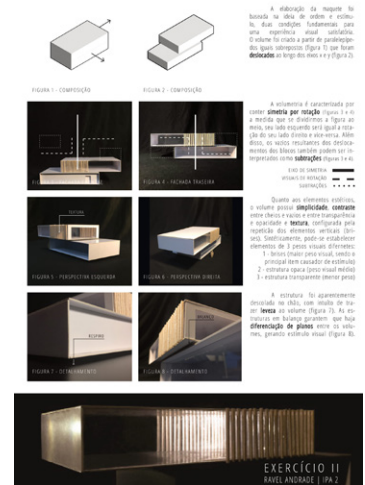 A elaboração da maquete foi
buscada na ideia de ordem e estímu-
lo, duas condições fundamentais para
uma experiência visual satisfatória.
O volume foi criado a partir de paralelepípe-
dos iguais sobrepostos (figura 1) que foram
deslocados ao longo dos eixos x e y (figura 2).
FIGURA 1 - COMPOSIÇÃO
FIGURA 2 - COMPOSIÇÃO
A volumetria é caracterizada por
conter simetria por rotação (figuras 3 e 4)
a medida que se dividirmos a figura ao
meio, seu lado esquerdo será igual a rota-
ção do seu lado direito e vice-versa. Além
disso, os vazios resultantes dos desloca-
mentos dos blocos também podem ser in-
terpretados como subtrações (figuras 3 e 4).
EIXO DE SIMETRIA
VISUAIS DE ROTAÇÃO
SUBTRAÇÕES
FIGURA 4 - FACHADA TRASEIRA
Quanto aos elementos estéticos,
o volume possui simplicidade, contraste
entre cheios e vazios e entre transparência
e opacidade e textura, configurada pela
repetição dos elementos verticais (bri-
ses). Sinteticamente, pode-se estabelecer
elementos de 3 pesos visuais diferentes:
1 - brises (maior peso visual, sendo o
principal item causador de estímulo)
2 - estrutura opaca (peso visual médio)
3 - estrutura transparente (menor peso)
TEXTURA
FIGURA 5 - PERSPECTIVA ESQUERDA
FIGURA 6 - PERSPECTIVA DIREITA
A estrutura foi aparentemente
descolada no chão, com intuito de tra-
zer leveza ao volume (figura 7). As es-
truturas em balanço garantem que haja
diferenciação de planos entre os volu-
mes, gerando estímulo visual (figura 8).
RESPIRO
BALANÇO
FIGURA 7 - DETALHAMENTO
FIGURA 8 - DETALHAMENTO
EXERCÍCIO II
RAVEL ANDRADE | IPA 2